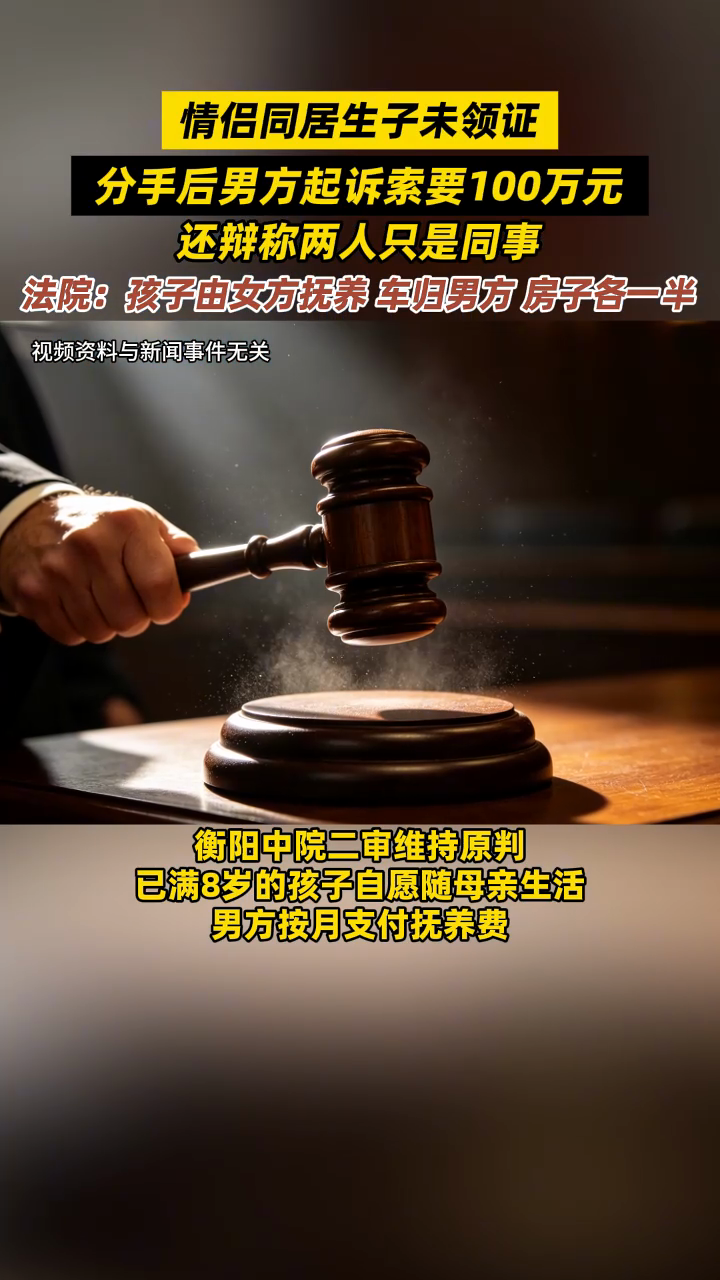 情侣同居生子未领证
分手后男方起诉索要100万元
还辩称两人只是同事
法院：孩子由女方抚养 车归男方 房子各一半
视频资料与新闻事件无关
衡阳中院二审维持原判
已满8岁的孩子自愿随母亲生活
男方按月支付抚养费